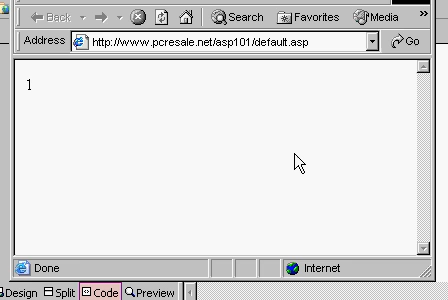 Back Search Favorites Media »
Address http://www.pcresale.net/asp101/default.asp Go
1
Done Internet
Design Split Code Preview